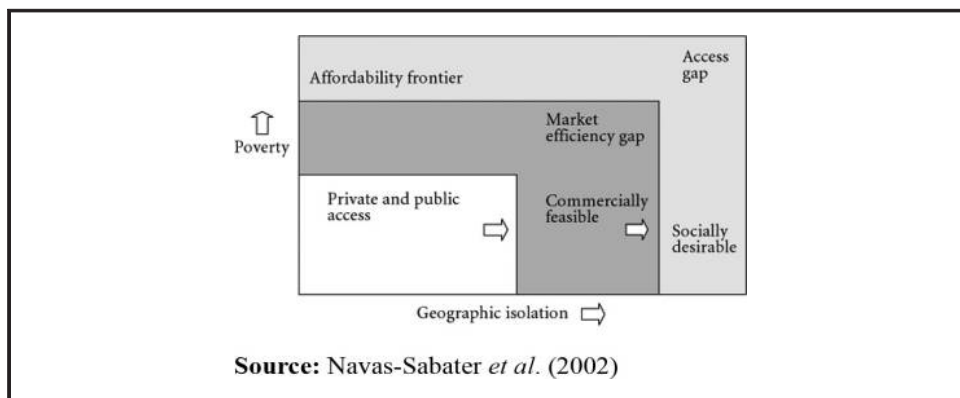 Affordability frontier
Access
gap
Market
efficiency gap
Poverty
Private and public
access
Commercially
feasible
Socially
desirable
Geographic isolation
Source: Navas-Sabater et al. (2002)